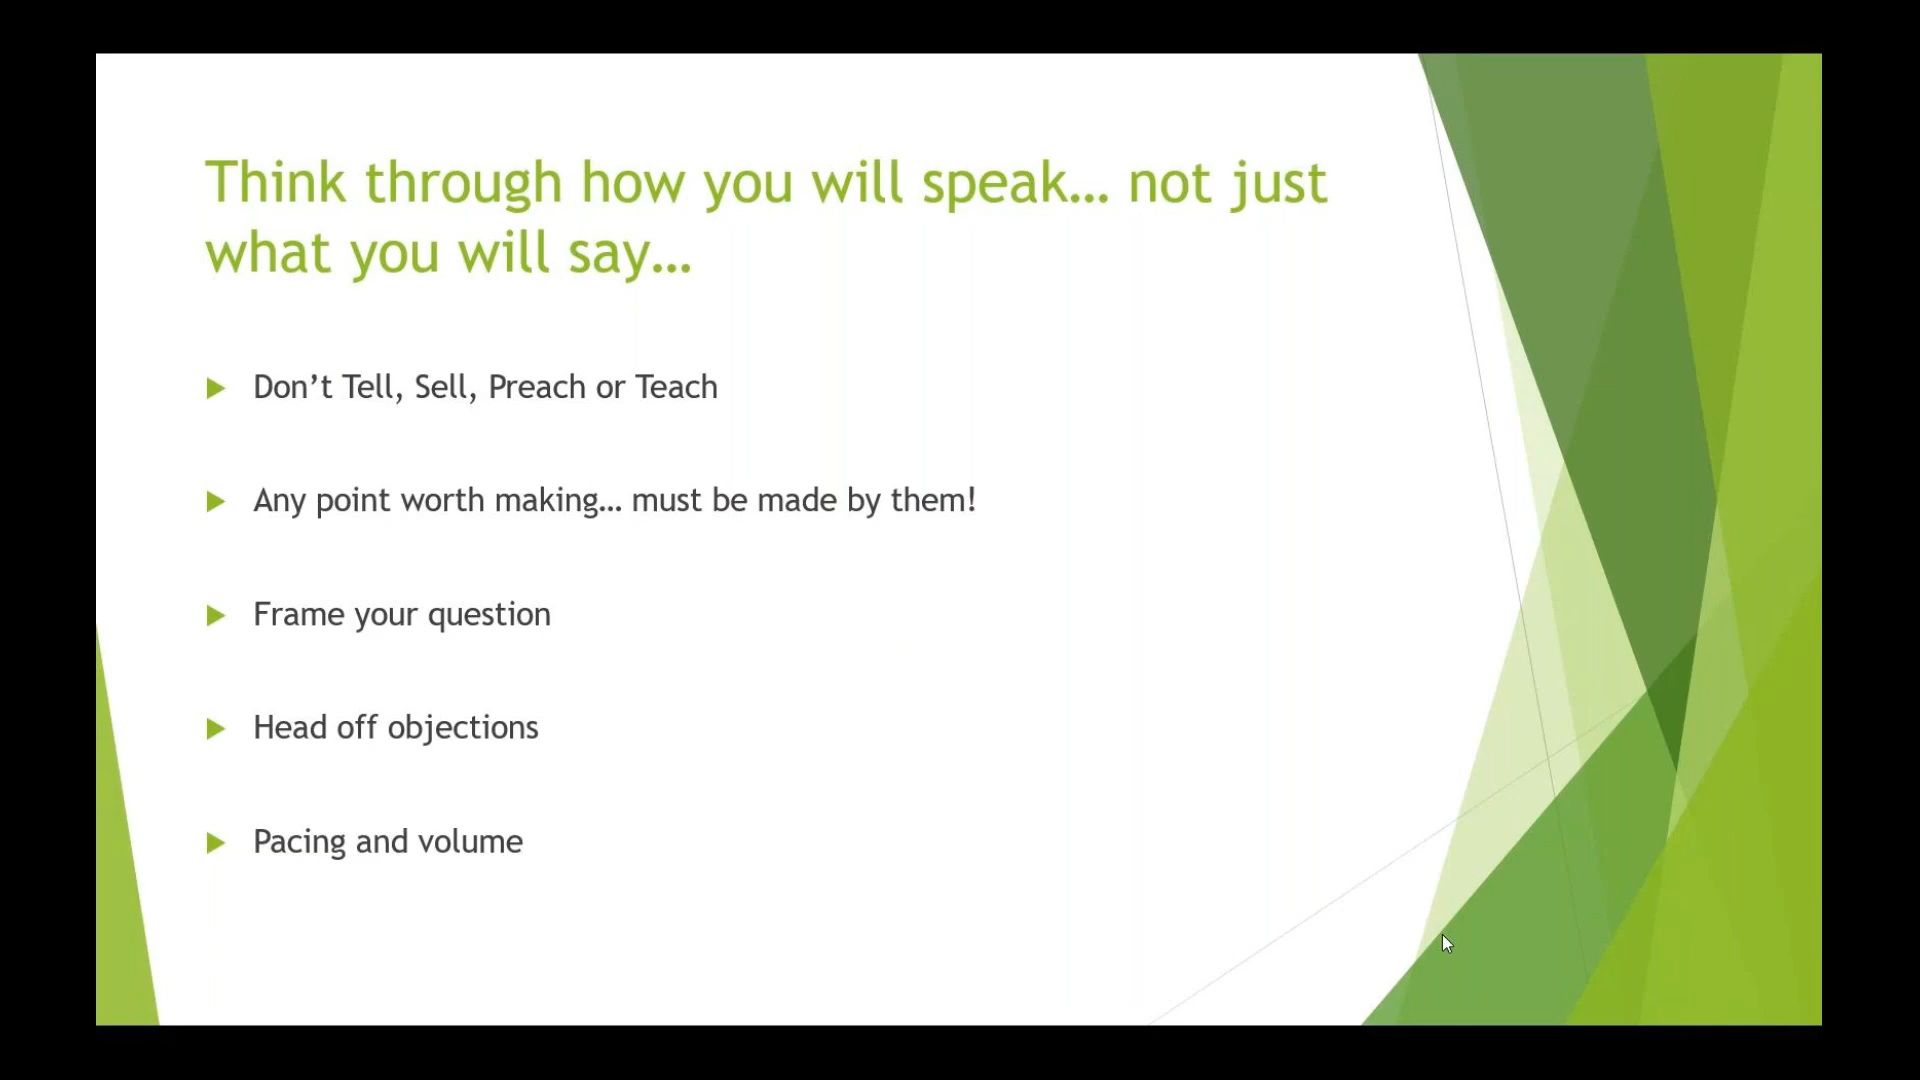 Think through how you will speak… not just
what you will say…
Don’t Tell, Sell, Preach or Teach
Any point worth making… must be made by them!
Frame your question
Head off objections
Pacing and volume